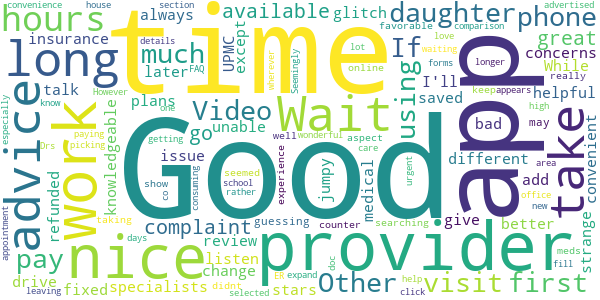 convenience
house
section
advertised
hours
insurance
always
available
glitch
daughter
favorable
comparison
phone
long
talk
much
later
details
FAQ
UPMC
except
time
lot
online
Seemingly
wherever
If
love
waiting
forms
using
I'll
While
great
concerns
longer
really
know
However
plans
one
Video
Wait
saved
keep
appears
helpful
especially
advice
work
paying
picking
Drs
knowledgeable
getting
go
unable
well
wonderful
aspect
care
app
bad
high
may
take
convenient
refunded
issue
consuming
seemed
school
rather
experience
Good
jumpy
medical
urgent
different
add
area
strange
appointment
show
co
complaint
guessing
counter
searching
give
office
new
better
nice
taking
days
review
listen
change
provider
Other
visit
first
meds
pay
drive
fixed
leaving
specialists
didnt
selected
stars
ER
expand
doc
help
click
fill